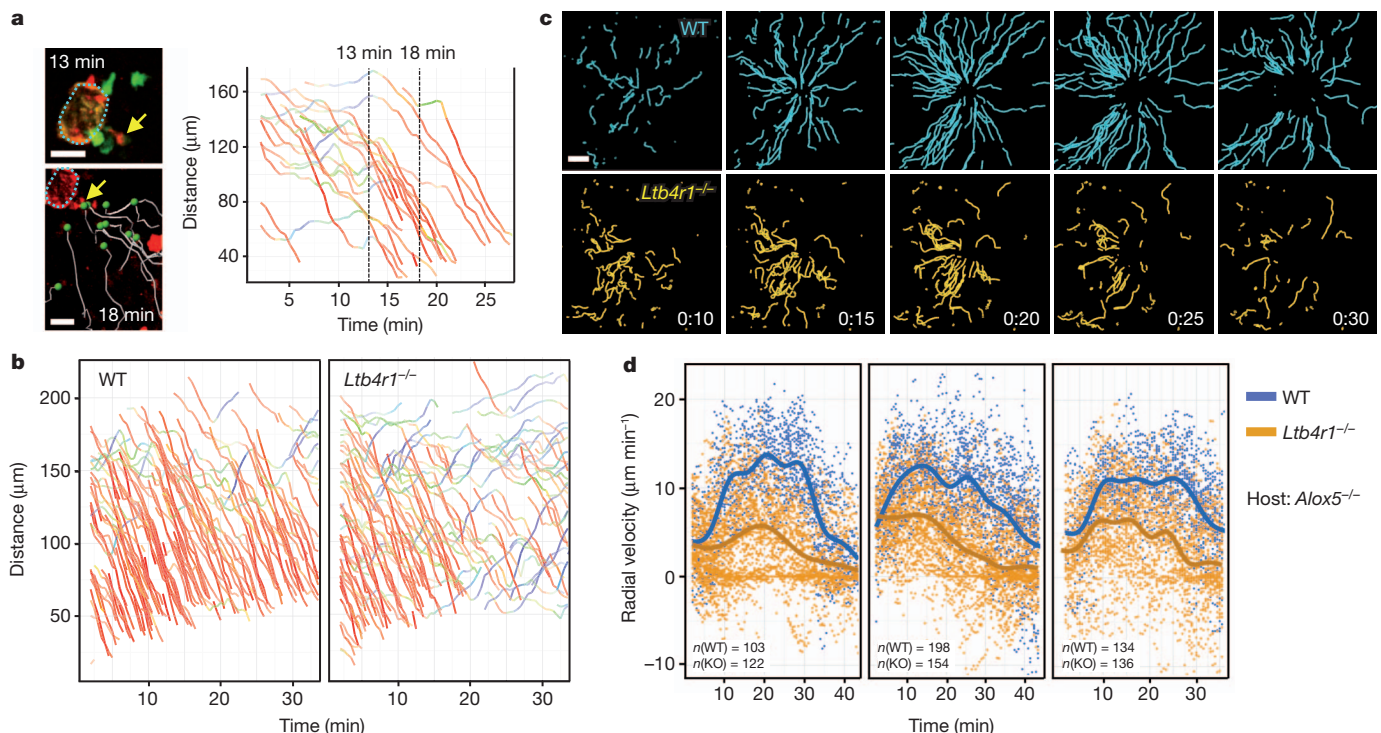 a
13 min
18 min
13 min 18 min
160
120
80
40
Distance (μm)
5 10 15 20 25
Time (min)
b
WT
Ltb4r1−/−
200
150
100
50
Distance (μm)
10 20 30 10 20 30
Time (min)
c
WT
Ltb4r1−/−
0:10 0:15 0:20 0:25 0:30
d
20
10
0
−10
Radial velocity (μm min−1)
n(WT) = 103
n(KO) = 122
n(WT) = 198
n(KO) = 154
n(WT) = 134
n(KO) = 136
10 20 30 40 10 20 30 40 10 20 30
Time (min)
WT
Ltb4r1−/−
Host: Alox5−/−